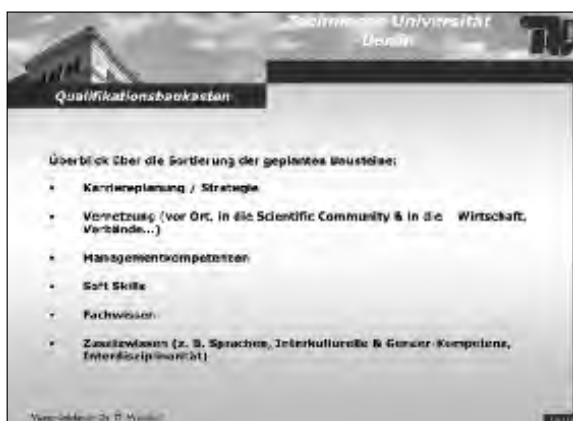 Technische Universität
Berlin
Qualifikationsbaukasten
Überblick über die Sortierung der geplanten Bausteine:
• Karriereplanung / Strategie
• Vernetzung (vor Ort, in die Scientific Community & in die Wirtschaft,
Verbände...)
• Managementkompetenzen
• Soft Skills
• Fachwissen
• Zusatzwissen (z. B. Sprachen, Interkulturelle & Gender-Kompetenz,
Interdisziplinarität)